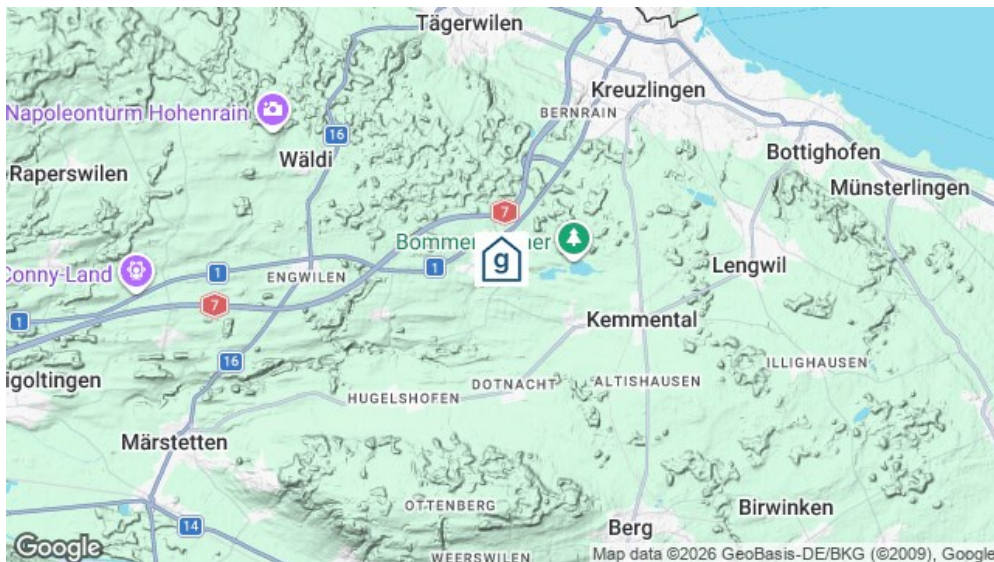 Tägerwilen
7
Kreuzlingen
Napoleonturm Hohenrain
BERNRAIN
16
Wäldi
Bottighofen
Raperswilen
Münsterlingen
7
Bommer
g
Lengwil
Conny-Land
1
ENGWILEN
1
7
1
Kemmental
16
ILLIGHAUSEN
igoltingen
DOTNACHT
ALTISHAUSEN
HUGELSHOFEN
Märstetten
OTTENBERG
Birwinken
14
Berg
Google
WEERSWILEN
Map data ©2026 GeoBasis-DE/BKG (©2009), Google